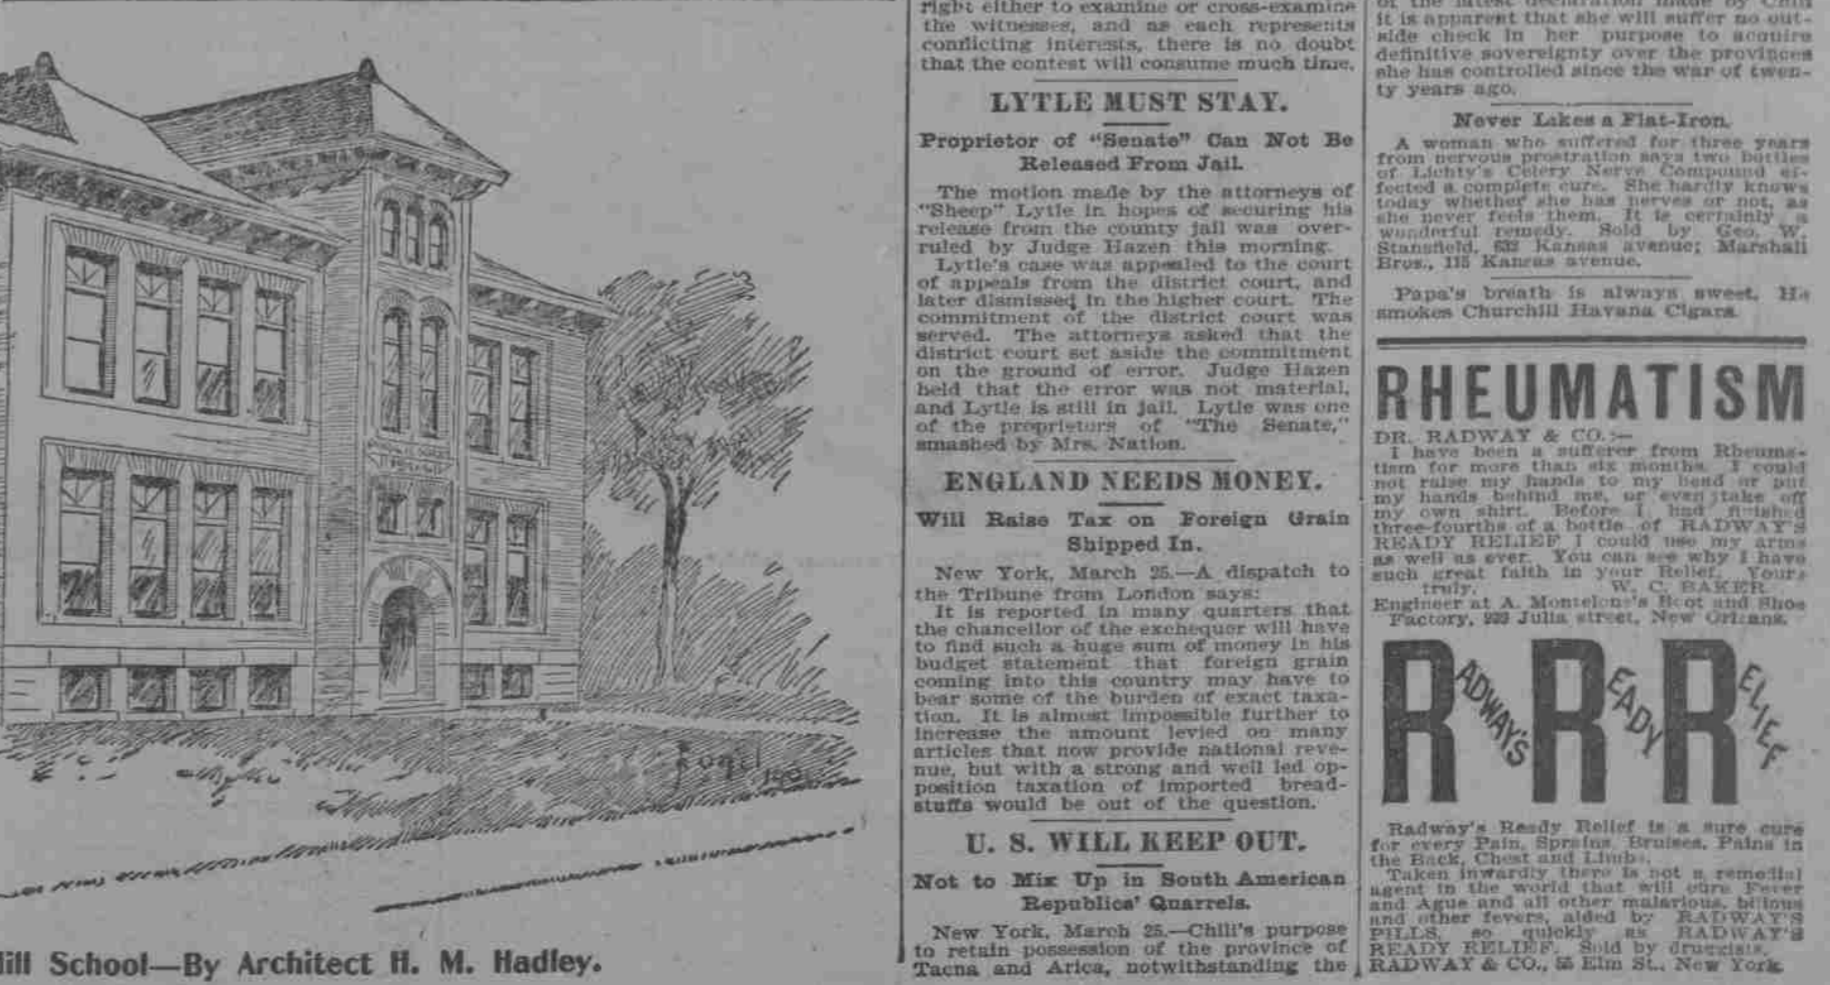 ill School—By Architect H. M. Hadley.
right either to examine or cross-examine
the witnesses, and as each represents
conflicting interests, there is no doubt
that the contest will consume much time.
LYTLE MUST STAY.
Proprietor of "Senate" Can Not Be
Released From Jail.
The motion made by the attorneys of
"Sheep" Lytle in hopes of securing his
release from the county jail was over-
ruled by Judge Hazen this morning.
Lytle's case was appealed to the court
of appeals from the district court, and
later dismissed in the higher court. The
commitment of the district court was
served. The attorneys asked that the
district court set aside the commitment
on the ground of error. Judge Hazen
held that the error was not material,
and Lytle is still in jail. Lytle was one
of the proprietors of "The Senate,"
smashed by Mrs. Nation.
ENGLAND NEEDS MONEY.
Will Raise Tax on Foreign Grain
Shipped In.
New York, March 25.—A dispatch to
the Tribune from London says:
It is reported in many quarters that
the chancellor of the exchequer will have
to find such a huge sum of money in his
budget statement that foreign grain
coming into this country may have to
bear some of the burden of exact taxa-
tion. It is almost impossible further to
increase the amount levied on many
articles that now provide national reve-
nue, but with a strong and well led op-
position taxation of imported bread-
stuffs would be out of the question.
U. S. WILL KEEP OUT.
Not to Mix Up in South American
Republics' Quarrels.
New York, March 25.—Chili's purpose
to retain possession of the province of
Tacna and Arica, notwithstanding the
of the latest declaration made by Chili
it is apparent that she will suffer no out-
side check in her purpose to acquire
definitive sovereignty over the provinces
she has controlled since the war of twen-
ty years ago.
Never Likes a Flat-Iron.
A woman who suffered for three years
from nervous prostration says two bottles
of Lichty's Celery Nerve Compound ef-
fected a complete cure. She hardly knows
today whether she has nerves or not, as
she never feels them. It is certainly a
wonderful remedy. Sold by Geo. W.
Stansfield, 632 Kansas avenue; Marshall
Bros., 115 Kansas avenue.
Papa's breath is always sweet. He
smokes Churchill Havana Cigars.
RHEUMATISM
DR. RADWAY & CO.:—
I have been a sufferer from Rheuma-
tism for more than six months. I could
not raise my hands to my head or put
my hands behind me, or even take off
my own shirt. Before I had finished
three-fourths of a bottle of RADWAY'S
READY RELIEF I could use my arms
as well as ever. You can see why I have
such great faith in your Relief. Yours
truly, W. C. BAKER
Engineer at A. Montelone's Boot and Shoe
Factory, 939 Julia street, New Orleans.
RADWAY'S READY RELIEF
Radway's Ready Relief is a sure cure
for every Pain, Sprains, Bruises, Pains in
the Back, Chest and Limbs.
Taken inwardly there is not a remedial
agent in the world that will cure Fever
and Ague and all other malarious, bilious
and other fevers, aided by RADWAY'S
PILLS, so quickly as RADWAY'S
READY RELIEF. Sold by druggists.
RADWAY & CO., 55 Elm St., New York.